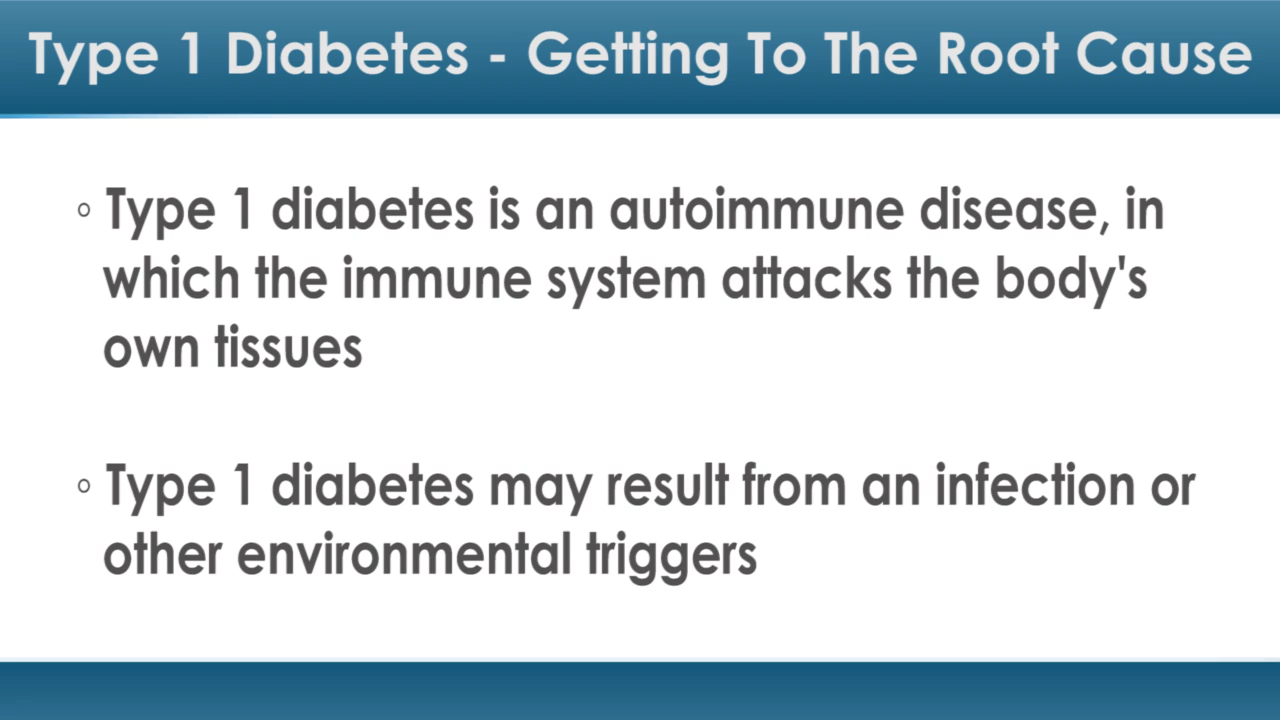 Type 1 Diabetes - Getting To The Root Cause
◦ Type 1 diabetes is an autoimmune disease, in
which the immune system attacks the body's
own tissues
◦ Type 1 diabetes may result from an infection or
other environmental triggers